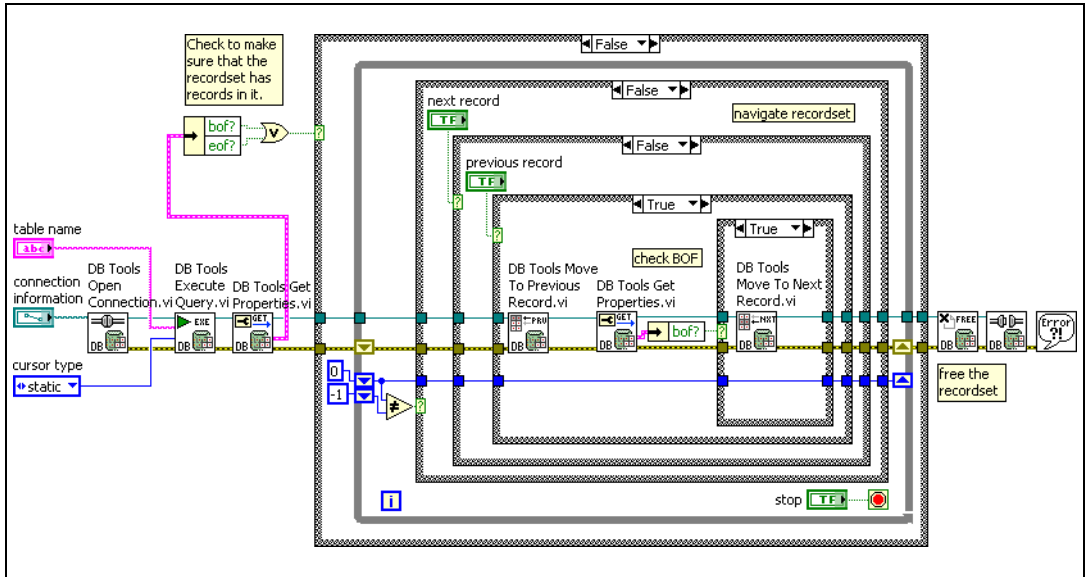 Check to make
sure that the
recordset has
records in it.
False
False
next record
TF
navigate recordset
bof?
eof?
V
?
False
previous record
TF
?
?
True
True
table name
abc
check BOF
connection
information
DB Tools
Open
Connection.vi
DB Tools
Execute
Query.vi
DB Tools Get
Properties.vi
DB Tools Move
To Previous
Record.vi
DB Tools Get
Properties.vi
DB Tools
Move To Next
Record.vi
DB
EXE
DB
GET
DB
PRV
DB
GET
DB
bof?
?
NXT
DB
FREE
DB
DB
Error
?!
cursor type
static
0
-1
≠
?
free the
recordset
i
stop
TF